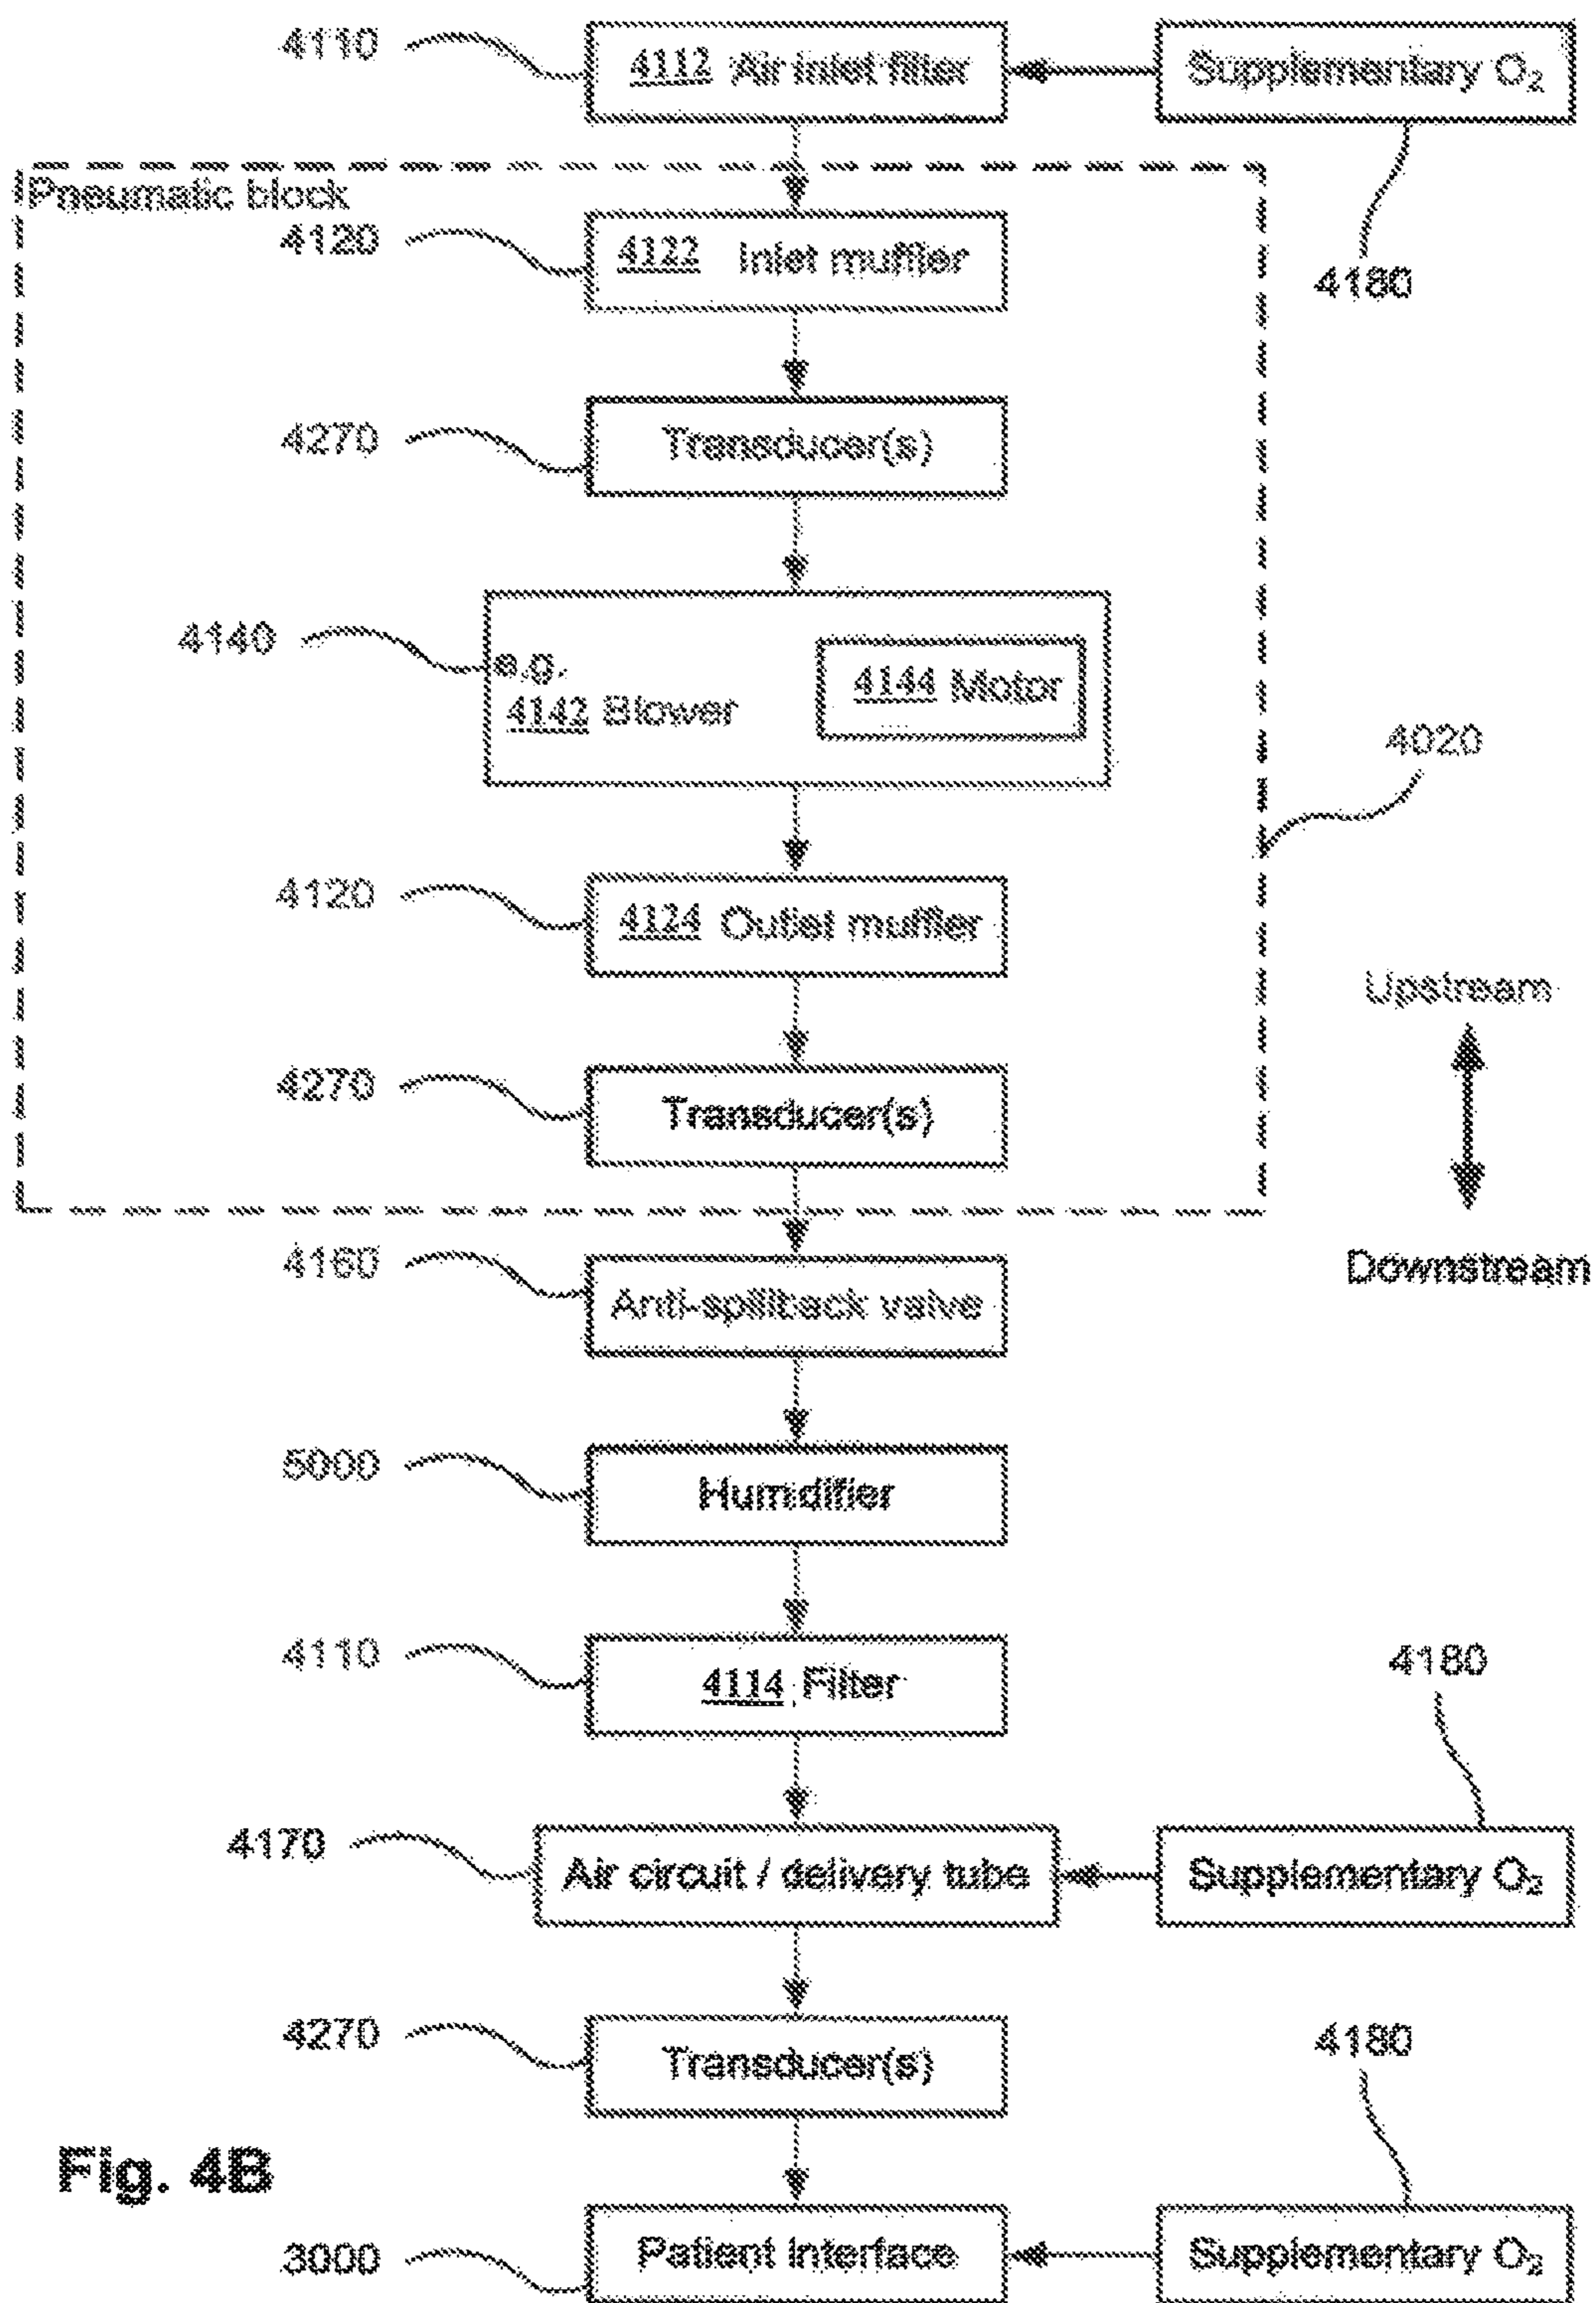 4110
4112 Air inlet filter
Supplementary O₂
Pneumatic block
4120
4122 Inlet muffler
4180
4270
Transducer(s)
4140
e.g.
4142 Blower
4144 Motor
4020
4120
4124 Outlet muffler
Upstream
4270
Transducer(s)
4160
Anti-spillback valve
Downstream
5000
Humidifier
4110
4114 Filter
4180
4170
Air circuit / delivery tube
Supplementary O₂
4270
Transducer(s)
4180
Fig. 4B
3000
Patient Interface
Supplementary O₂